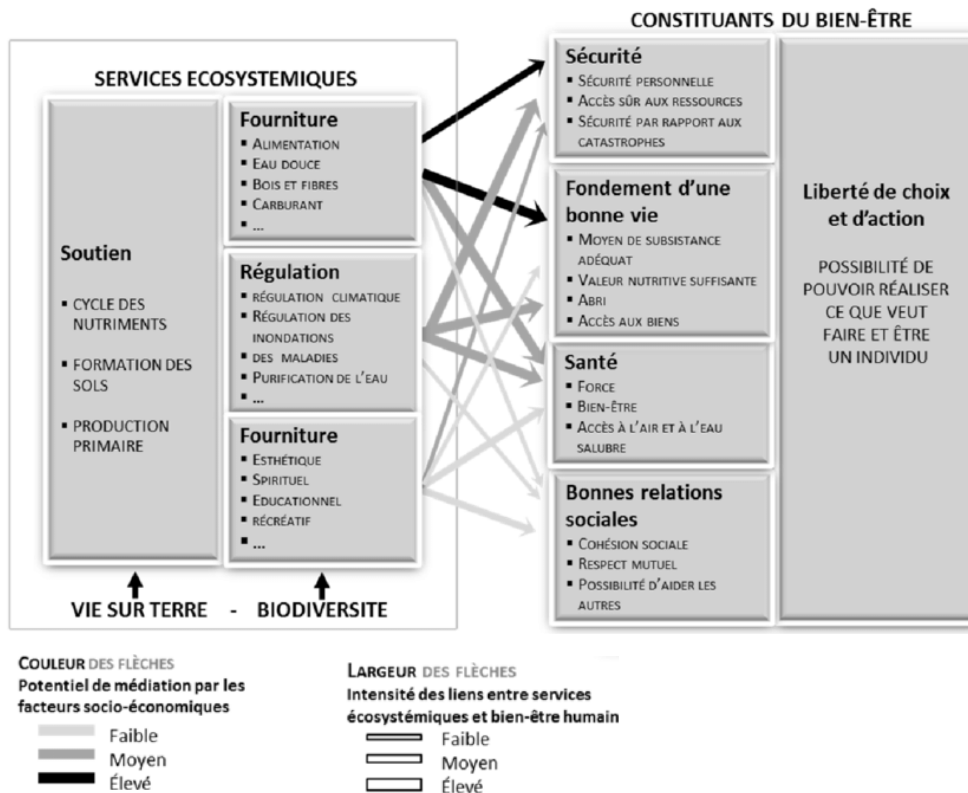 CONSTITUANTS DU BIEN-ÊTRE
SERVICES ECOSYSTEMIQUES
Soutien
▪ CYCLE DES
NUTRIMENTS
▪ FORMATION DES
SOLS
▪ PRODUCTION
PRIMAIRE
Fourniture
▪ ALIMENTATION
▪ EAU DOUCE
▪ BOIS ET FIBRES
▪ CARBURANT
▪ ...
Régulation
▪ RÉGULATION CLIMATIQUE
▪ RÉGULATION DES
INONDATIONS
▪ DES MALADIES
▪ PURIFICATION DE L'EAU
▪ ...
Fourniture
▪ ESTHÉTIQUE
▪ SPIRITUEL
▪ EDUCATIONNEL
▪ RÉCRÉATIF
▪ ...
VIE SUR TERRE - BIODIVERSITE
Sécurité
▪ SÉCURITÉ PERSONNELLE
▪ ACCÈS SÛR AUX RESSOURCES
▪ SÉCURITÉ PAR RAPPORT AUX
CATASTROPHES
Fondement d'une
bonne vie
▪ MOYEN DE SUBSISTANCE
ADÉQUAT
▪ VALEUR NUTRITIVE SUFFISANTE
▪ ABRI
▪ ACCÈS AUX BIENS
Santé
▪ FORCE
▪ BIEN-ÊTRE
▪ ACCÈS À L'AIR ET À L'EAU
SALUBRE
Bonnes relations
sociales
▪ COHÉSION SOCIALE
▪ RESPECT MUTUEL
▪ POSSIBILITÉ D'AIDER LES
AUTRES
Liberté de choix
et d'action
POSSIBILITÉ DE
POUVOIR RÉALISER
CE QUE VEUT
FAIRE ET ÊTRE
UN INDIVIDU
COULEUR DES FLÈCHES
Potentiel de médiation par les
facteurs socio-économiques
Faible
Moyen
Élevé
LARGEUR DES FLÈCHES
Intensité des liens entre services
écosystémiques et bien-être humain
Faible
Moyen
Élevé